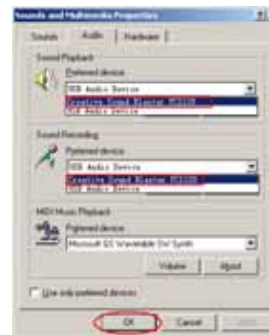 Sounds and Multimedia Properties
Sounds Audio Hardware
Sound Playback
Preferred device:
USB Audio Device
Creative Sound Blaster PCI128
USB Audio Device
Sound Recording
Preferred device:
USB Audio Device
Creative Sound Blaster PCI128
USB Audio Device
MIDI Music Playback
Preferred device:
Microsoft GS Wavetable SW Synth
Volume About
Use only preferred devices
OK Cancel